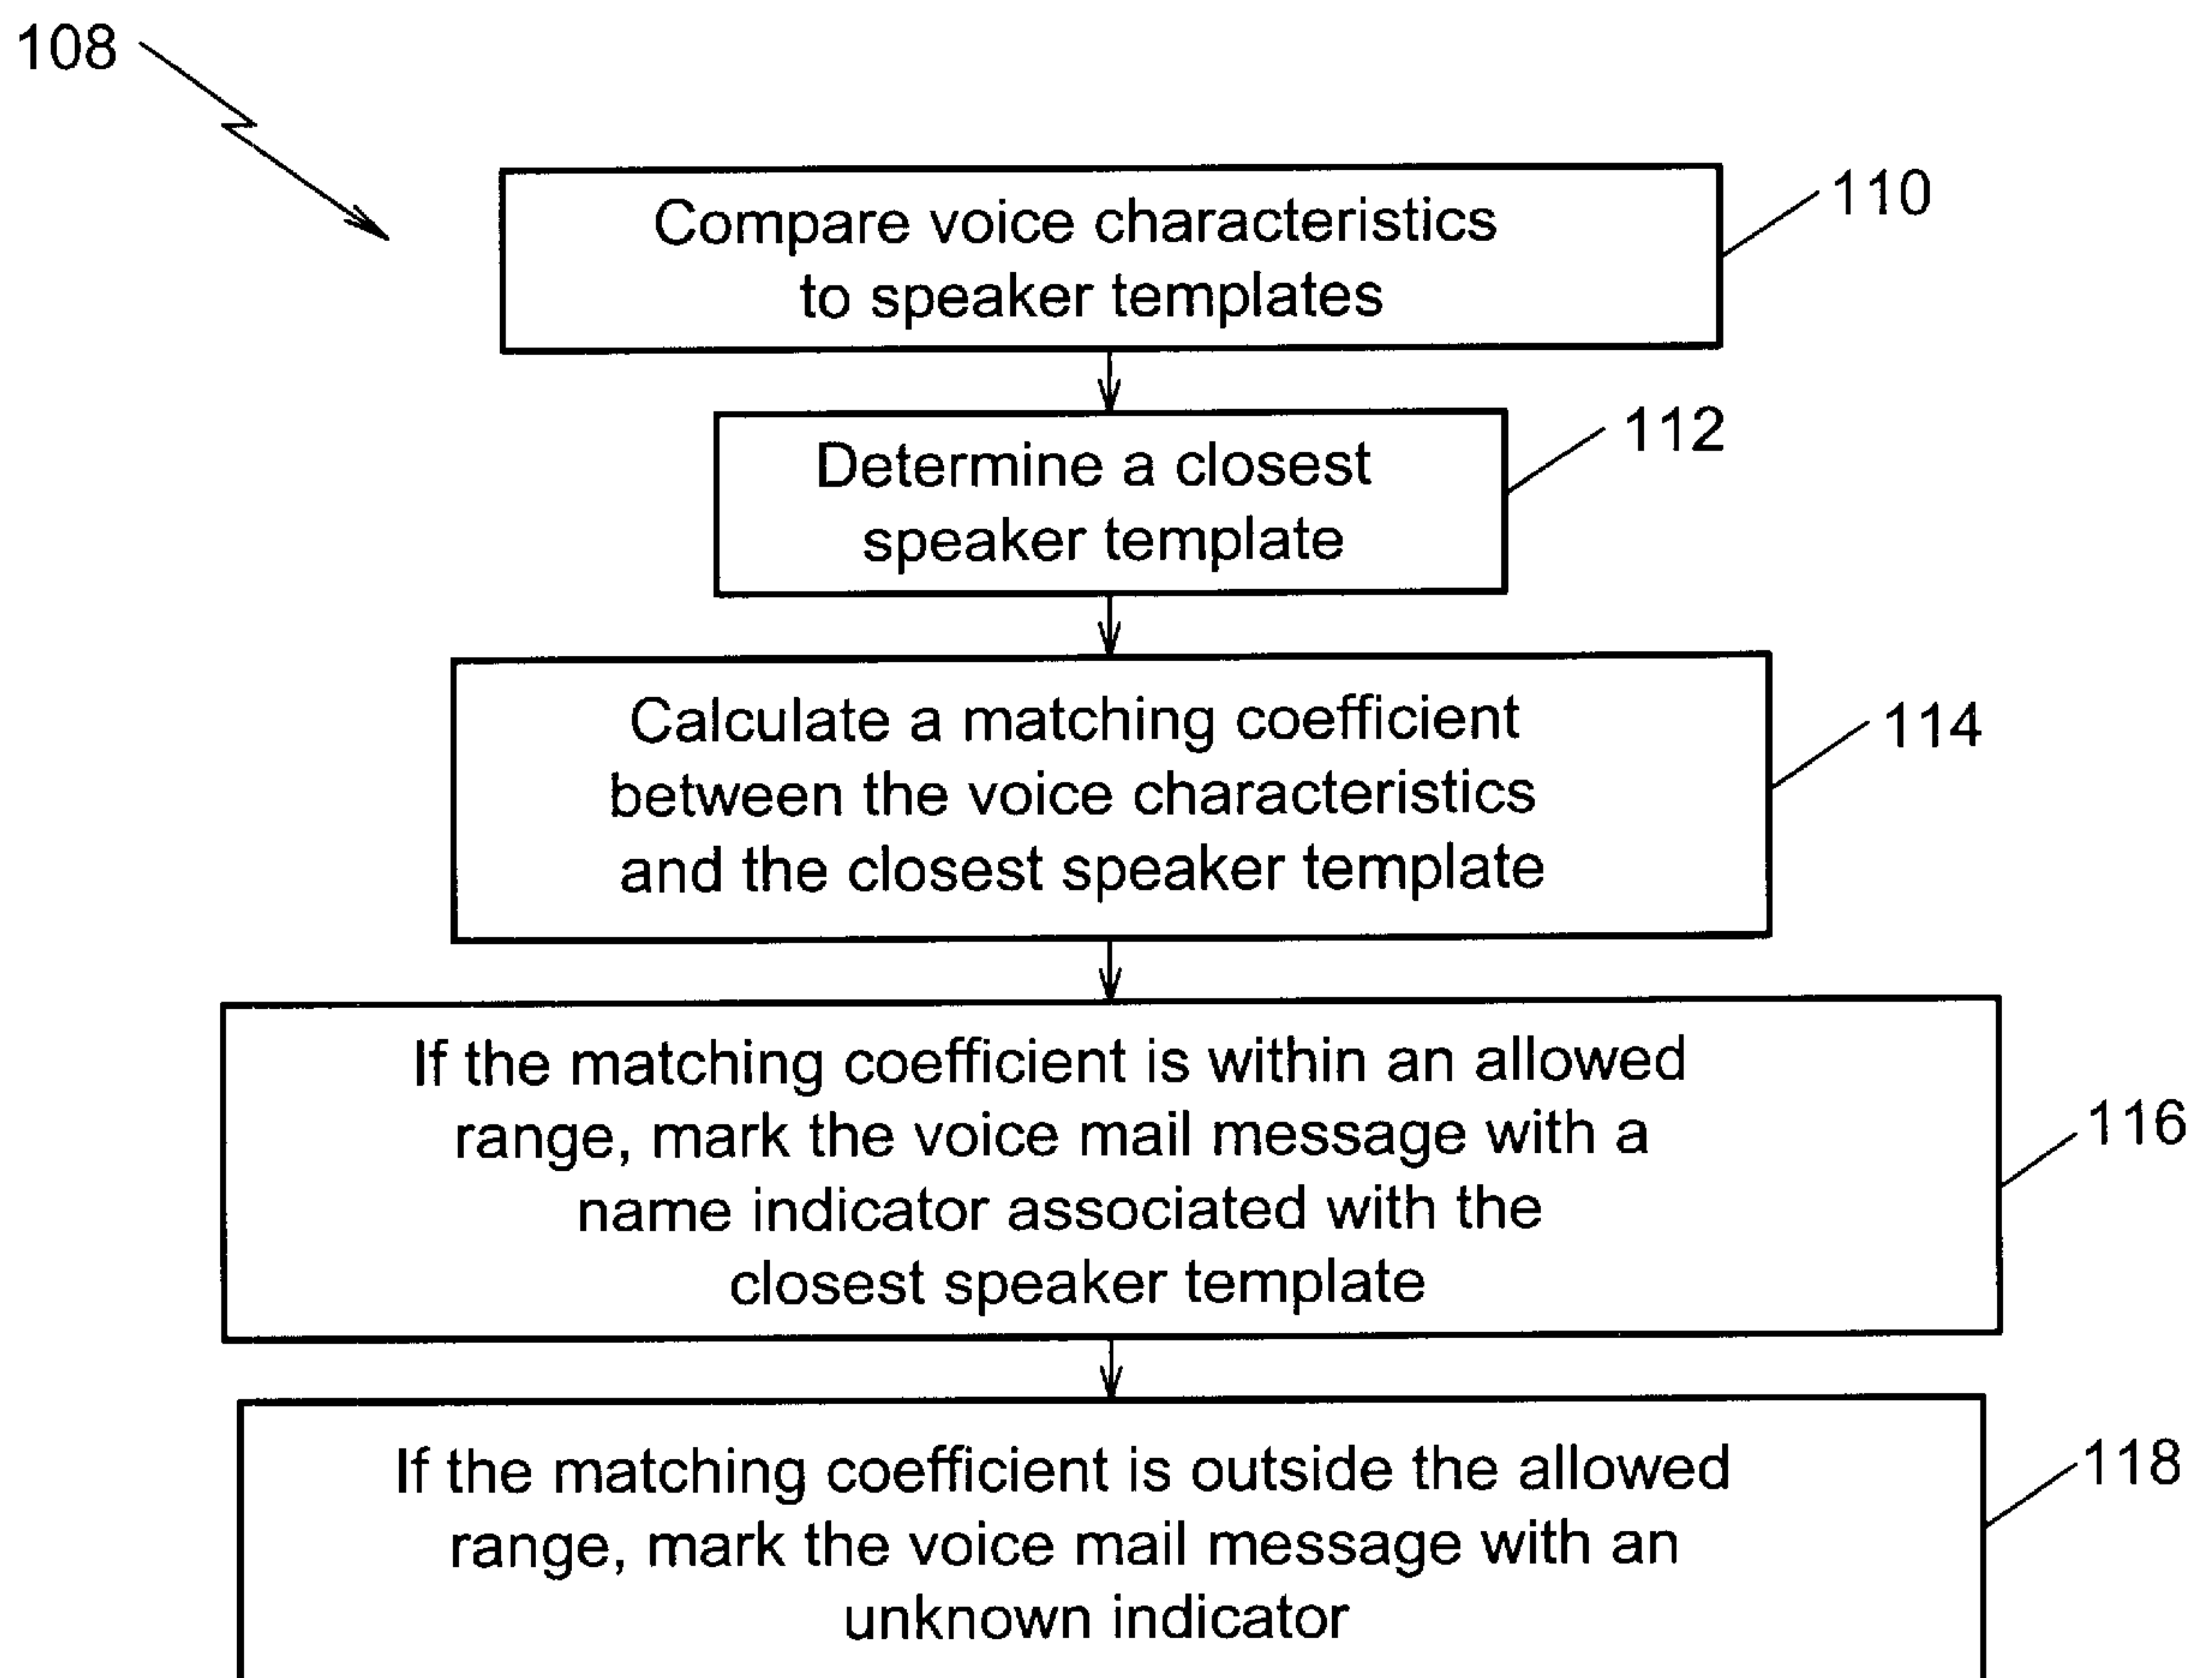 108
110
Compare voice characteristics
to speaker templates
112
Determine a closest
speaker template
114
Calculate a matching coefficient
between the voice characteristics
and the closest speaker template
116
If the matching coefficient is within an allowed
range, mark the voice mail message with a
name indicator associated with the
closest speaker template
118
If the matching coefficient is outside the allowed
range, mark the voice mail message with an
unknown indicator